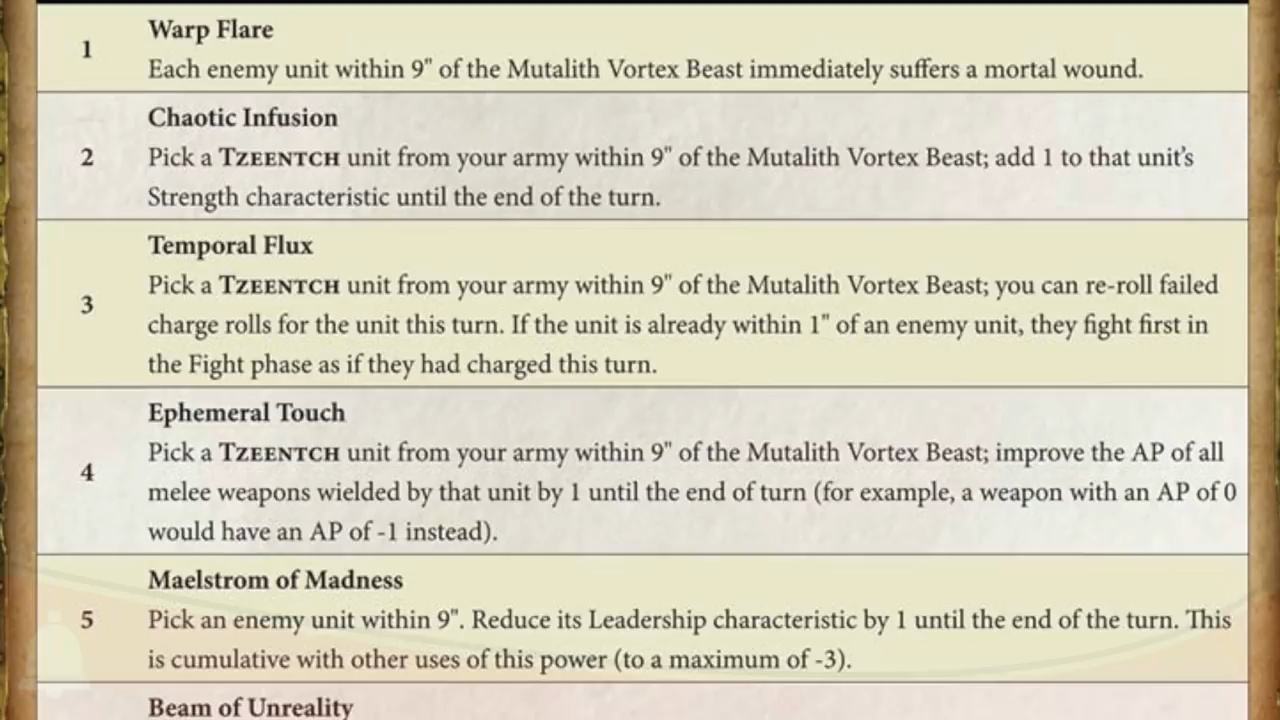 Warp Flare
1
Each enemy unit within 9" of the Mutalith Vortex Beast immediately suffers a mortal wound.
Chaotic Infusion
2
Pick a TZEENTCH unit from your army within 9" of the Mutalith Vortex Beast; add 1 to that unit's
Strength characteristic until the end of the turn.
Temporal Flux
3
Pick a TZEENTCH unit from your army within 9" of the Mutalith Vortex Beast; you can re-roll failed
charge rolls for the unit this turn. If the unit is already within 1" of an enemy unit, they fight first in
the Fight phase as if they had charged this turn.
Ephemeral Touch
4
Pick a TZEENTCH unit from your army within 9" of the Mutalith Vortex Beast; improve the AP of all
melee weapons wielded by that unit by 1 until the end of turn (for example, a weapon with an AP of 0
would have an AP of -1 instead).
Maelstrom of Madness
5
Pick an enemy unit within 9". Reduce its Leadership characteristic by 1 until the end of the turn. This
is cumulative with other uses of this power (to a maximum of -3).
Beam of Unreality